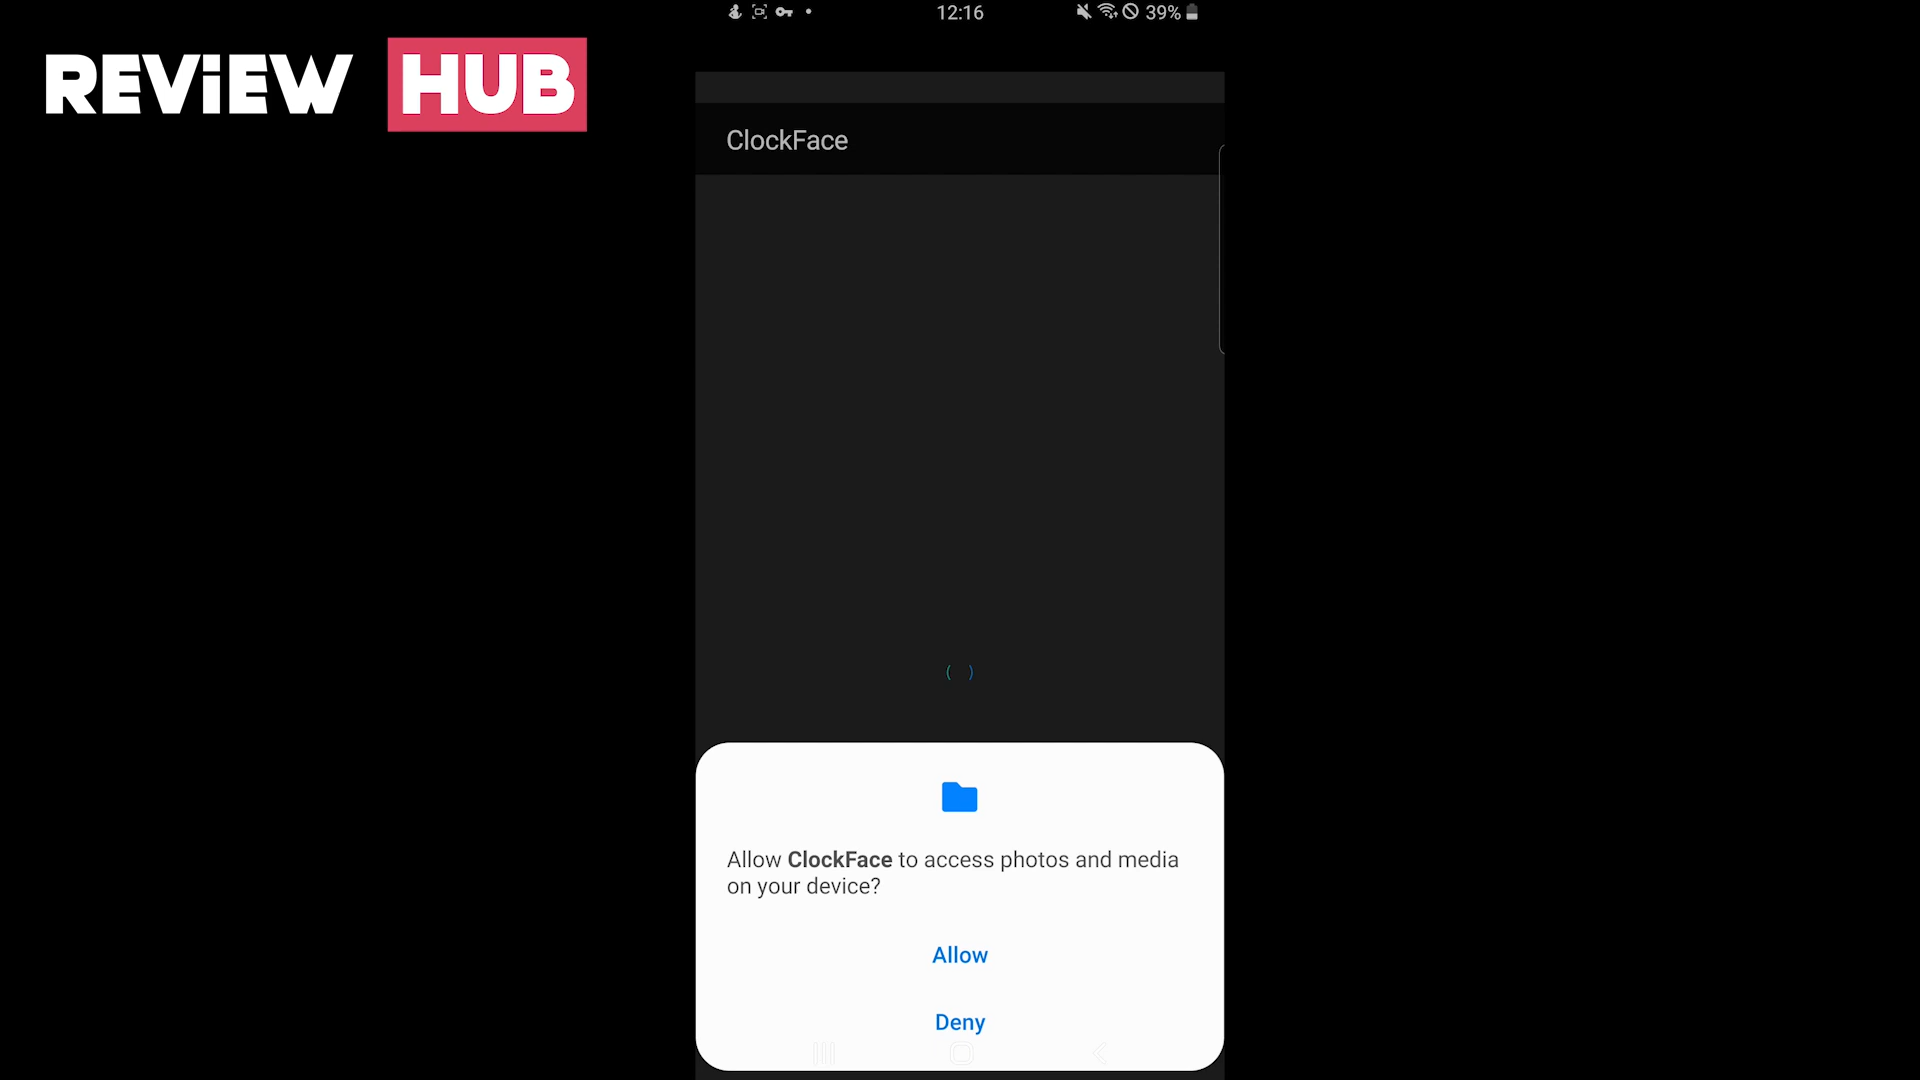 12:16
39%
REViEW HUB
ClockFace
Allow ClockFace to access photos and media
on your device?
Allow
Deny